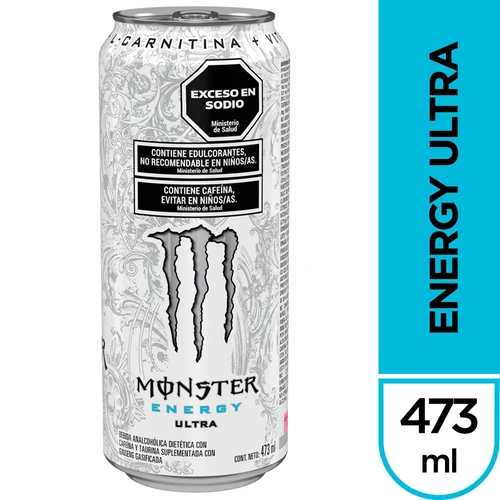 L-CARNITINA + VIT
EXCESO EN
SODIO
Ministerio
de Salud
CONTIENE EDULCORANTES,
NO RECOMENDABLE EN NIÑOS/AS.
Ministerio de Salud
CONTIENE CAFEÍNA,
EVITAR EN NIÑOS/AS.
Ministerio de Salud
MONSTER
ENERGY
ULTRA
BEBIDA ANALCOHÓLICA DIETÉTICA CON
CAFEÍNA Y TAURINA SUPLEMENTADA CON
GINSENG GASIFICADA.
CONT. NETO: 473 ml
ENERGY ULTRA
473
ml